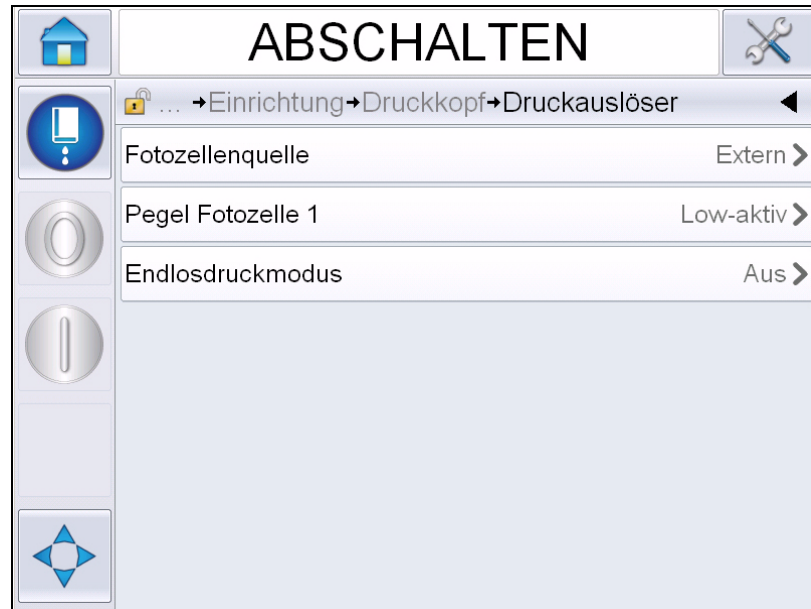 ABSCHALTEN
... →Einrichtung→Druckkopf→Druckauslöser
Fotozellenquelle Extern
Pegel Fotozelle 1 Low-aktiv
Endlosdruckmodus Aus